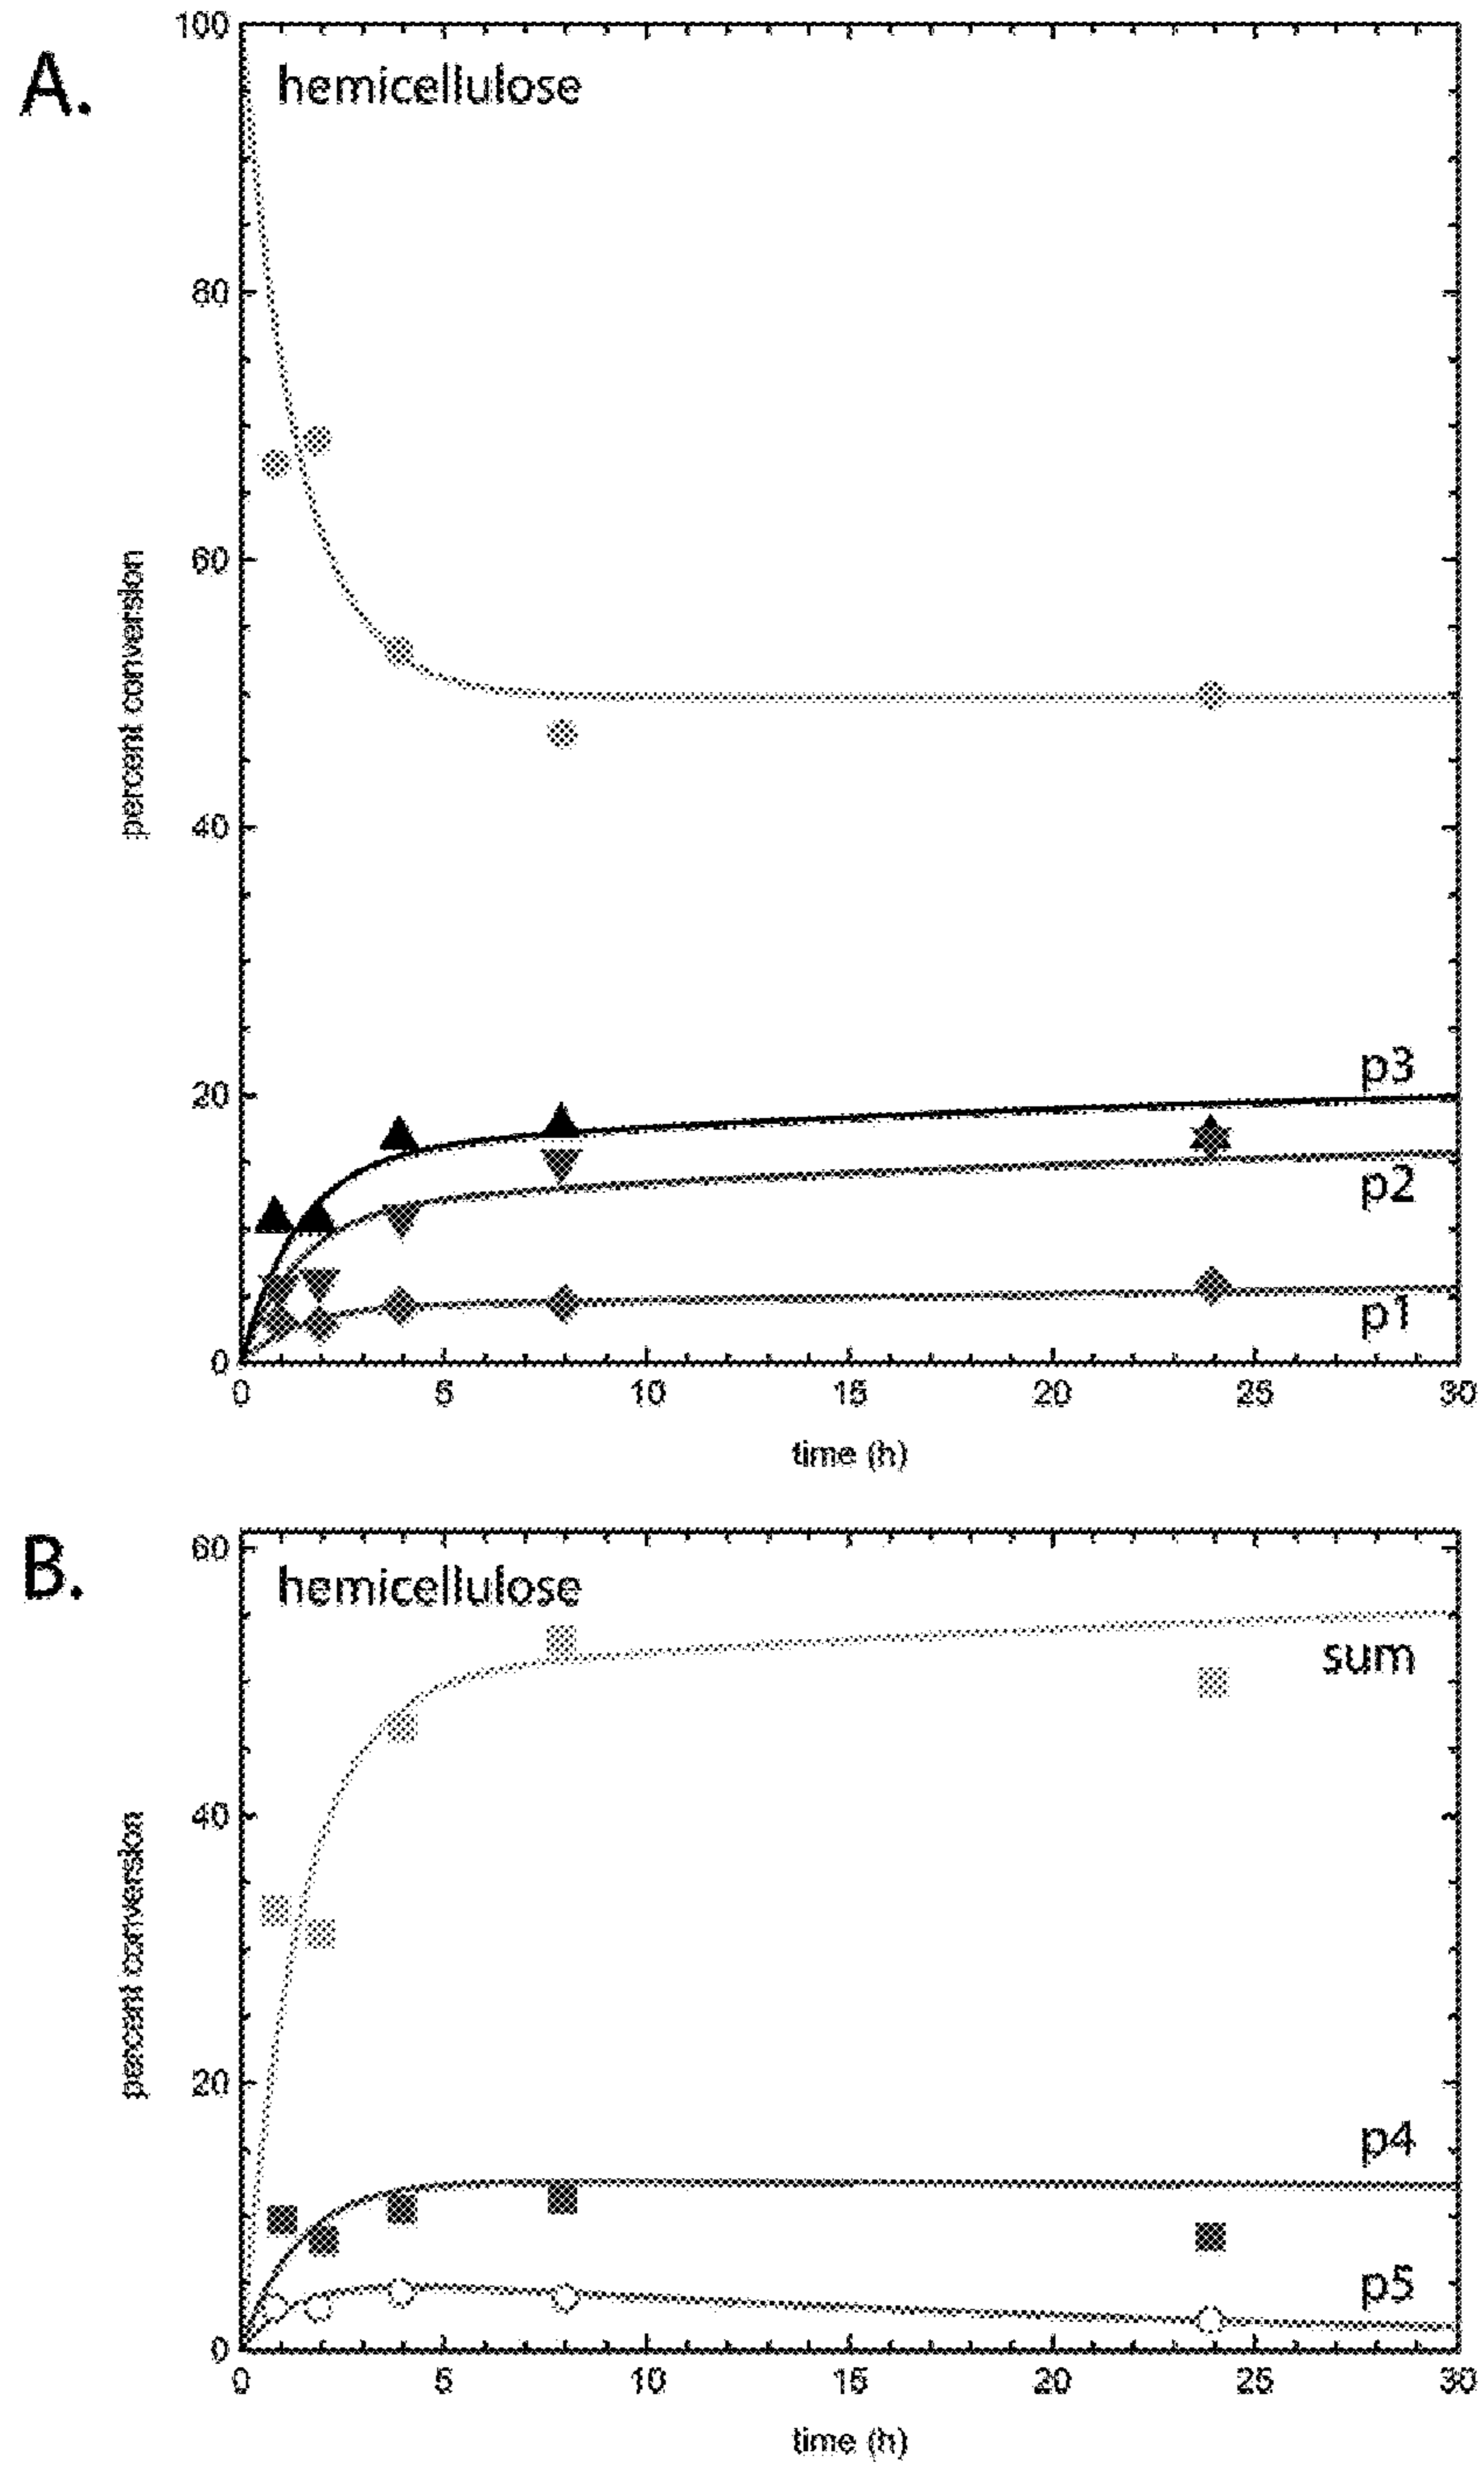 A.
hemicellulose
100
80
60
40
20
0
percent conversion
p3
p2
p1
0 5 10 15 20 25 30
time (h)
B.
hemicellulose
60
40
20
0
percent conversion
sum
p4
p5
0 5 10 15 20 25 30
time (h)